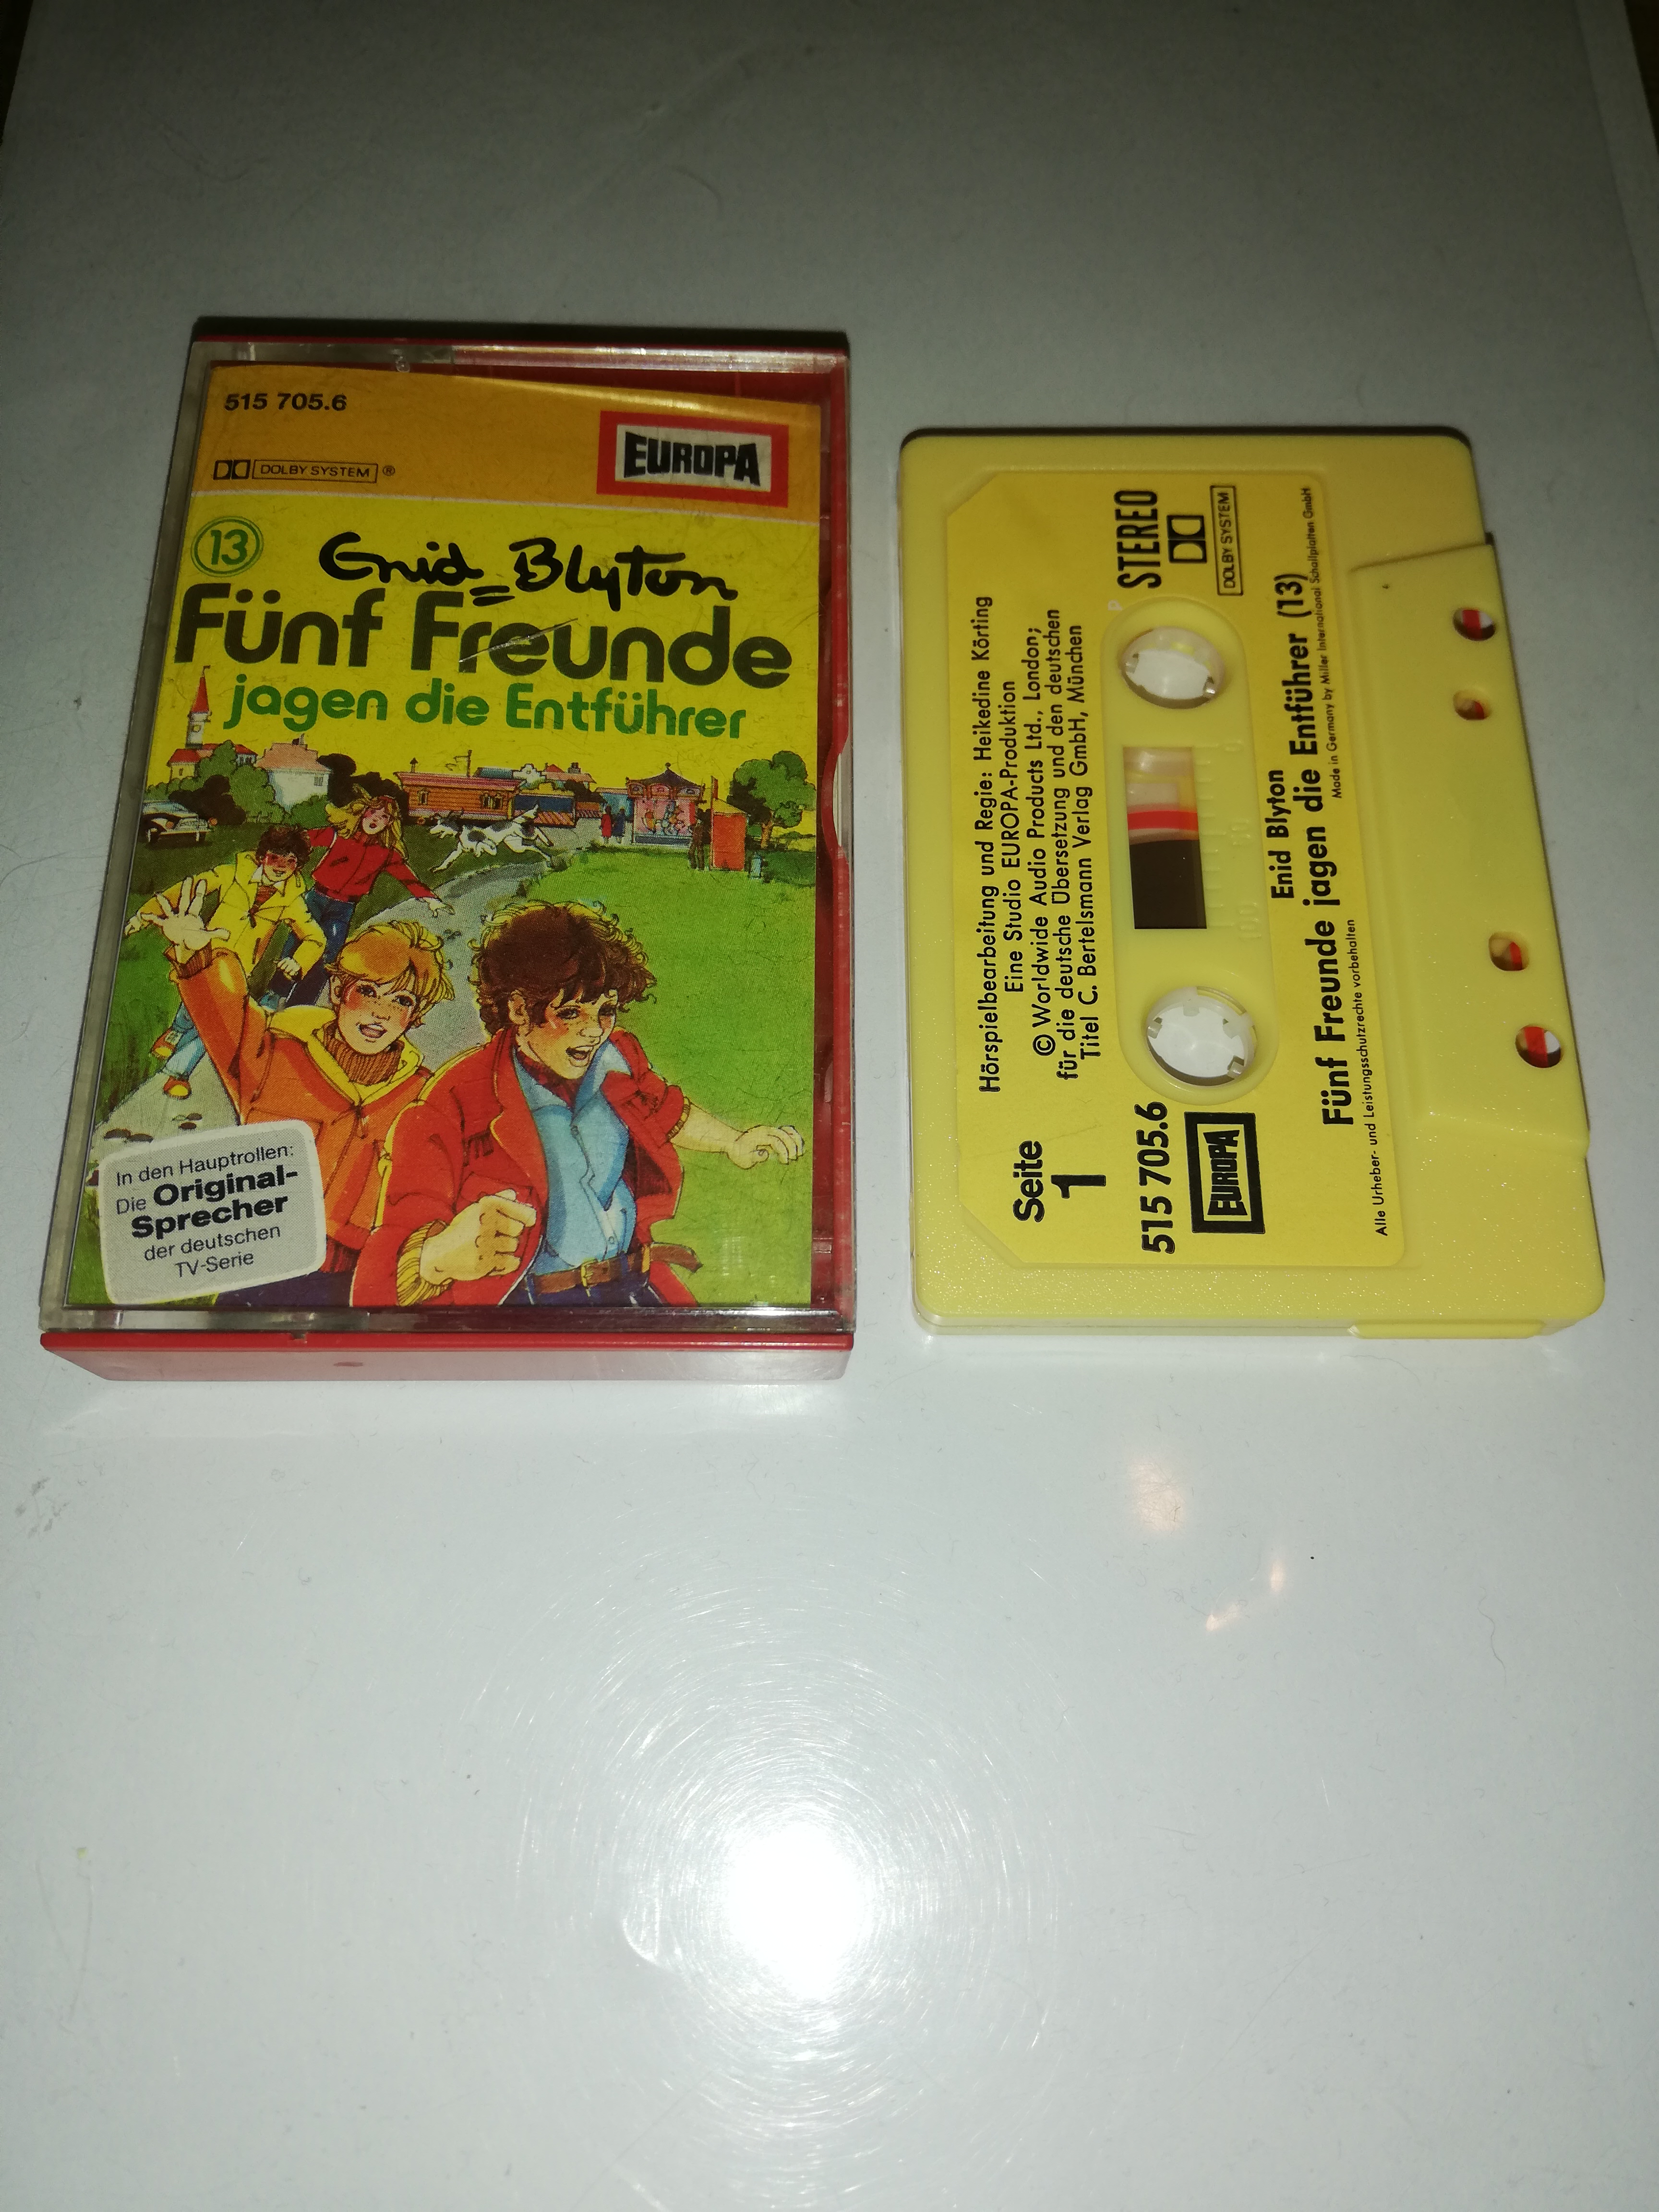 515 705.6
DOLBY SYSTEM ®
EUROPA
13
Enid Blyton
Fünf Freunde
jagen die Entführer
In den Hauptrollen:
Die Original-
Sprecher
der deutschen
TV-Serie
Hörspielbearbeitung und Regie: Heikedine Körting
Eine Studio EUROPA-Produktion
© Worldwide Audio Products Ltd., London;
für die deutsche Übersetzung und den deutschen
Titel C. Bertelsmann Verlag GmbH, München
Seite
1
STEREO
DOLBY SYSTEM
515 705.6
EUROPA
100 50 0
Enid Blyton
Fünf Freunde jagen die Entführer (13)
Alle Urheber- und Leistungsschutzrechte vorbehalten
Made in Germany by Miller International Schallplatten GmbH